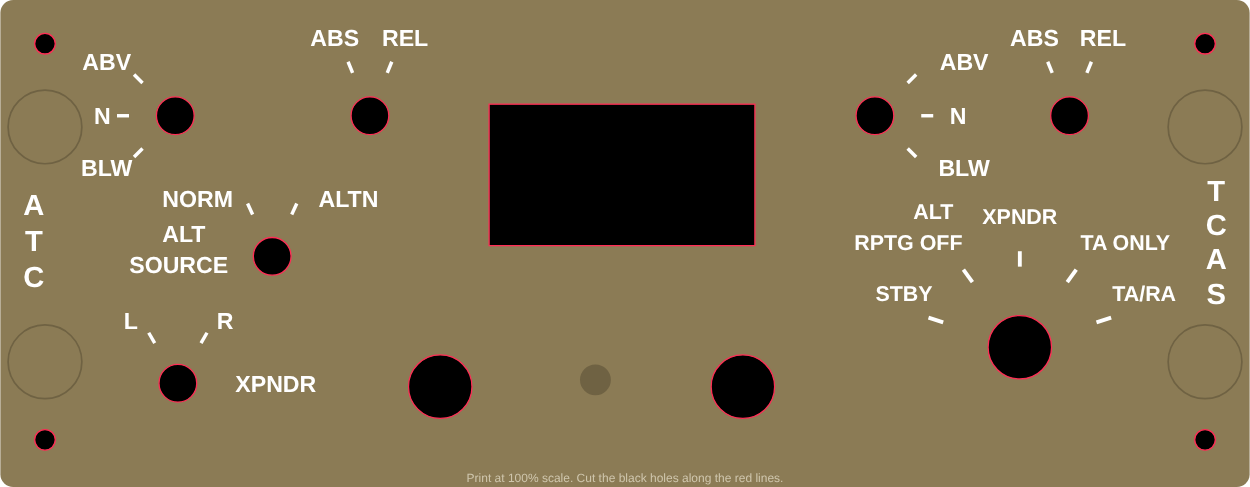 ABS REL
ABV
N
BLW
NORM ALTN
ALT
SOURCE
L R
XPNDR
A
T
C
ABS REL
ABV
N
BLW
ALT
RPTG OFF
XPNDR
TA ONLY
STBY
TA/RA
T
C
A
S
Print at 100% scale. Cut the black holes along the red lines.